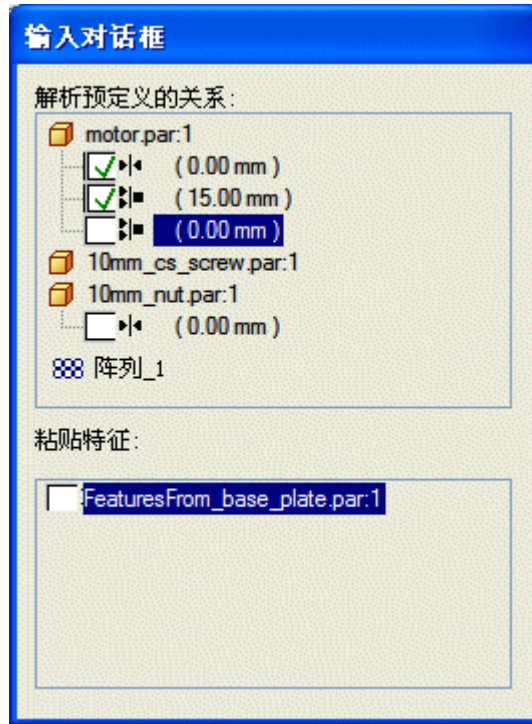 输入对话框
解析预定义的关系:
motor.par:1
( 0.00 mm )
( 15.00 mm )
( 0.00 mm )
10mm_cs_screw.par:1
10mm_nut.par:1
( 0.00 mm )
阵列_1
粘贴特征:
FeaturesFrom_base_plate.par:1